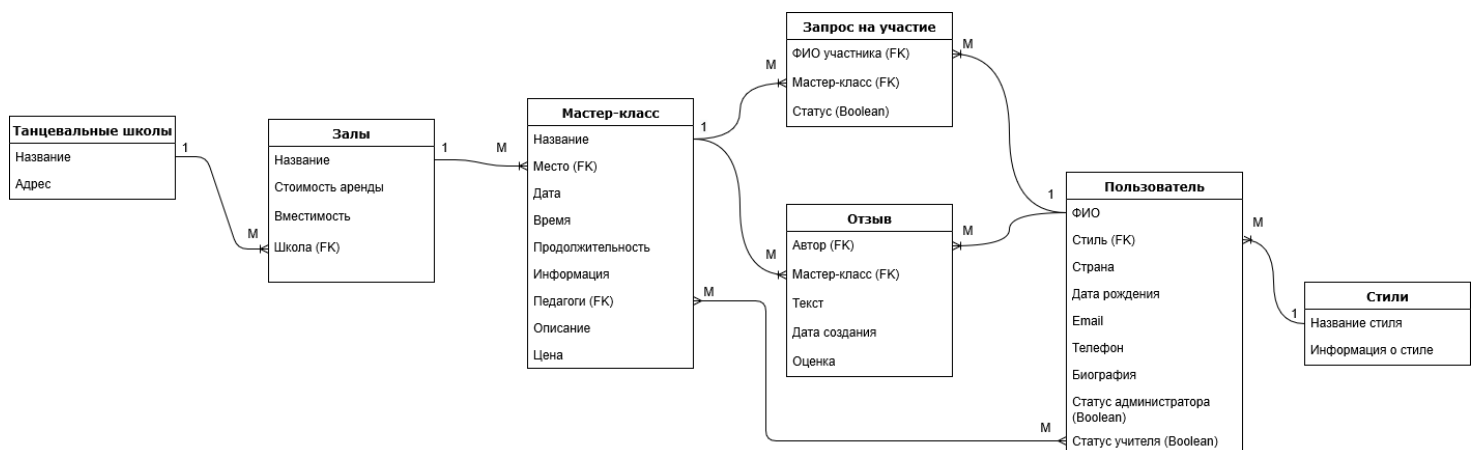 Танцевальные школы
Название
Адрес
1
M
Залы
Название
Стоимость аренды
Вместимость
Школа (FK)
1
M
Мастер-класс
Название
Место (FK)
Дата
Время
Продолжительность
Информация
Педагоги (FK)
Описание
Цена
1
M
M
M
Запрос на участие
ФИО участника (FK)
Мастер-класс (FK)
Статус (Boolean)
M
Отзыв
Автор (FK)
Мастер-класс (FK)
Текст
Дата создания
Оценка
M
1
M
Пользователь
ФИО
Стиль (FK)
Страна
Дата рождения
Email
Телефон
Биография
Статус администратора
(Boolean)
Статус учителя (Boolean)
M
1
Стили
Название стиля
Информация о стиле